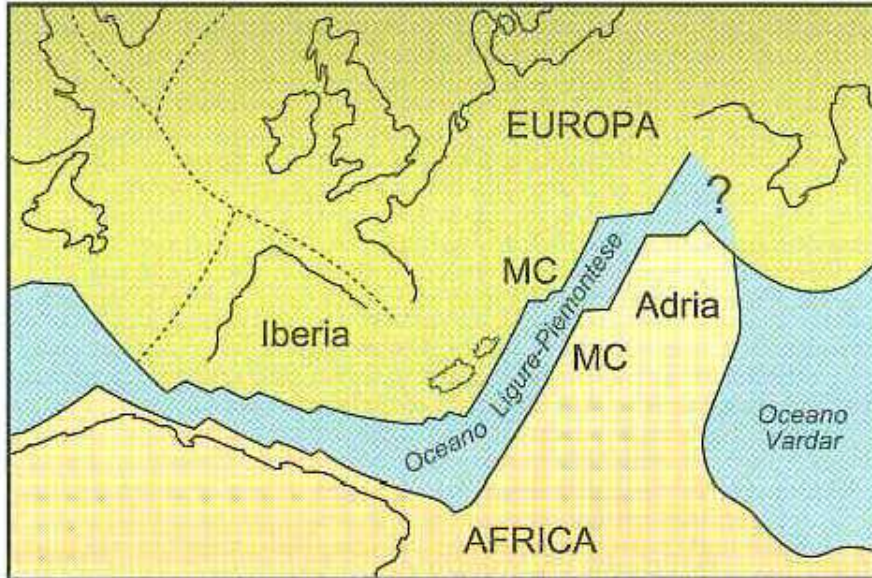 EUROPA
?
MC
Oceano Ligure-Piemontese
Iberia
Adria
MC
Oceano
Vardar
AFRICA